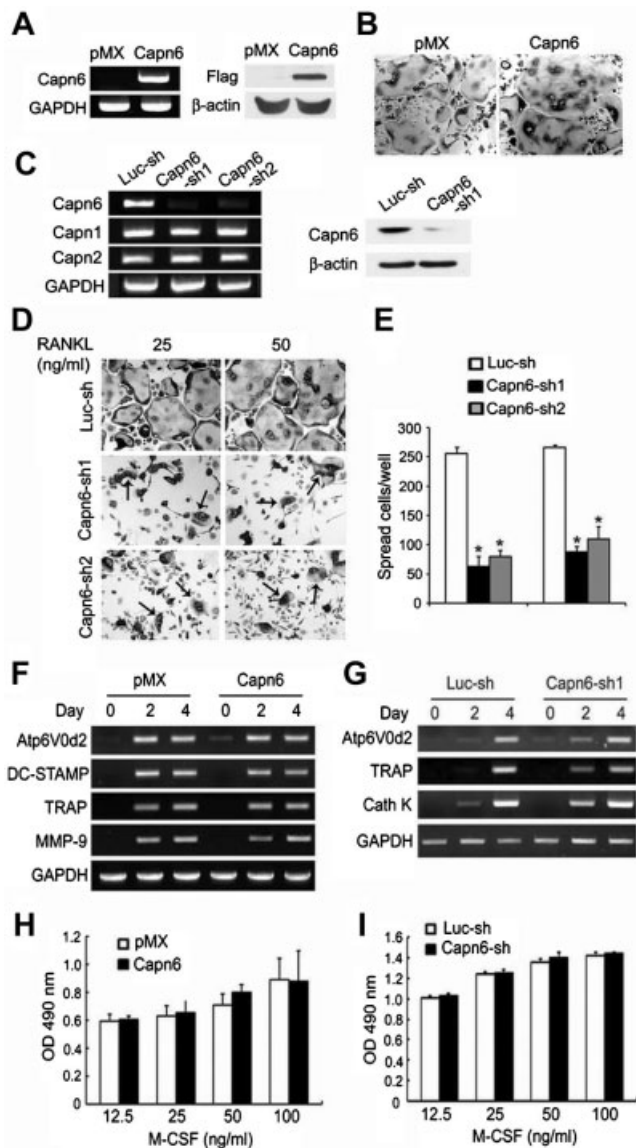 A
pMX Capn6
Capn6
GAPDH
pMX Capn6
Flag
β-actin
B
pMX Capn6
C
Luc-sh
Capn6
-sh1
Capn6
-sh2
Capn6
Capn1
Capn2
GAPDH
Luc-sh
Capn6
-sh1
Capn6
β-actin
D
RANKL
(ng/ml)
25 50
Luc-sh
Capn6-sh1
Capn6-sh2
E
Luc-sh
Capn6-sh1
Capn6-sh2
Spread cells/well
300
250
200
150
100
50
0
* * * *
F
pMX Capn6
Day 0 2 4 0 2 4
Atp6V0d2
DC-STAMP
TRAP
MMP-9
GAPDH
G
Luc-sh Capn6-sh1
Day 0 2 4 0 2 4
Atp6V0d2
TRAP
Cath K
GAPDH
H
pMX
Capn6
OD 490 nm
1.2
1.0
0.8
0.6
0.4
0.2
0
12.5 25 50 100
M-CSF (ng/ml)
I
Luc-sh
Capn6-sh
OD 490 nm
1.6
1.4
1.2
1.0
0.8
0.6
0.4
0.2
0
12.5 25 50 100
M-CSF (ng/ml)